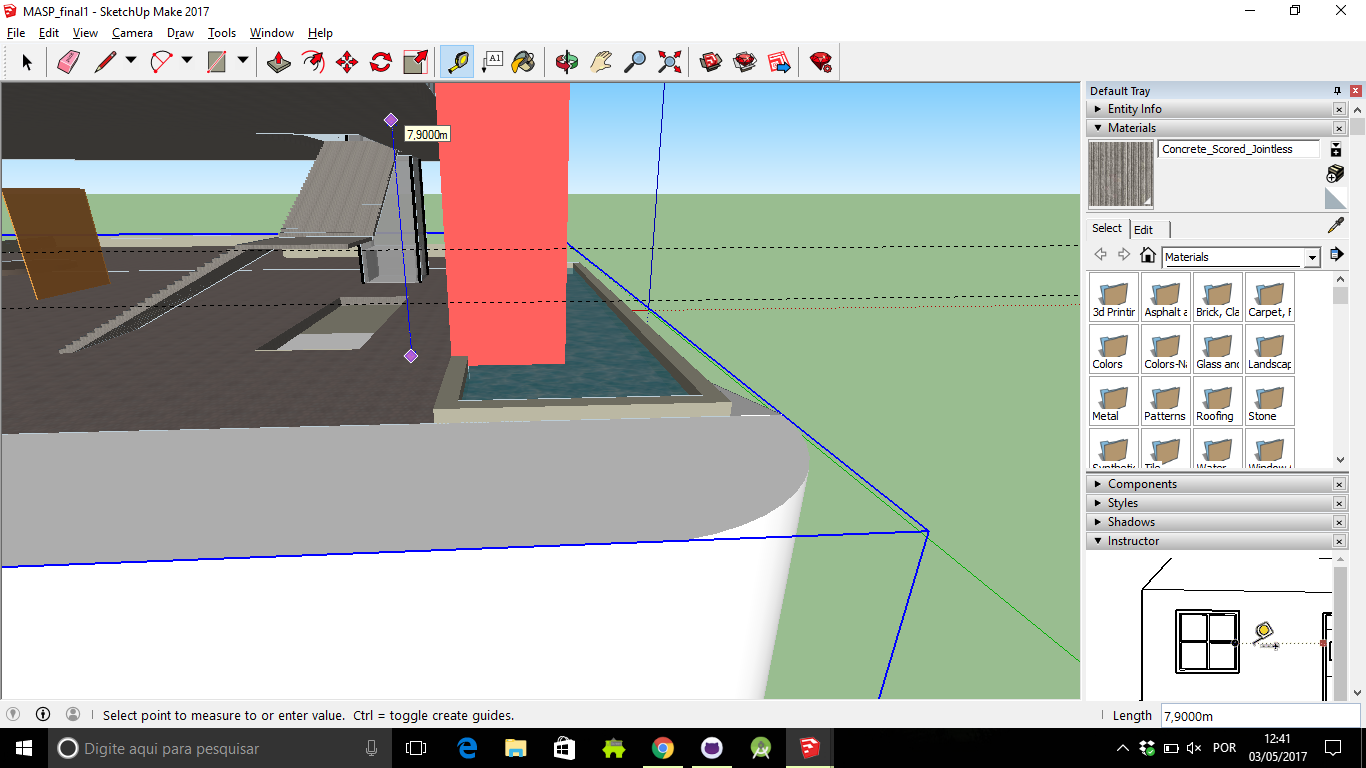 MASP_final1 - SketchUp Make 2017
File Edit View Camera Draw Tools Window Help
A1
7,9000m
Default Tray
Entity Info
Materials
Concrete_Scored_Jointless
Select Edit
Materials
3d Printir Asphalt a Brick, Cla Carpet, F
Colors Colors-Na Glass and Landscap
Metal Patterns Roofing Stone
Synthetic Tile Water Window
Components
Styles
Shadows
Instructor
Select point to measure to or enter value. Ctrl = toggle create guides.
Length 7,9000m
Digite aqui para pesquisar
POR
12:41
03/05/2017